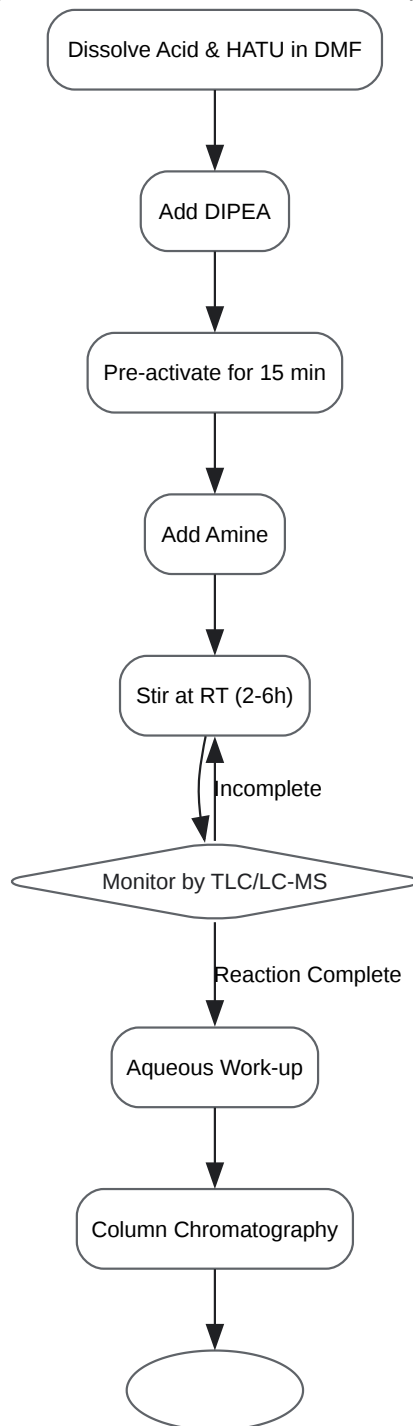 Dissolve Acid & HATU in DMF
Add DIPEA
Pre-activate for 15 min
Add Amine
Stir at RT (2-6h)
Incomplete
Monitor by TLC/LC-MS
Reaction Complete
Aqueous Work-up
Column Chromatography